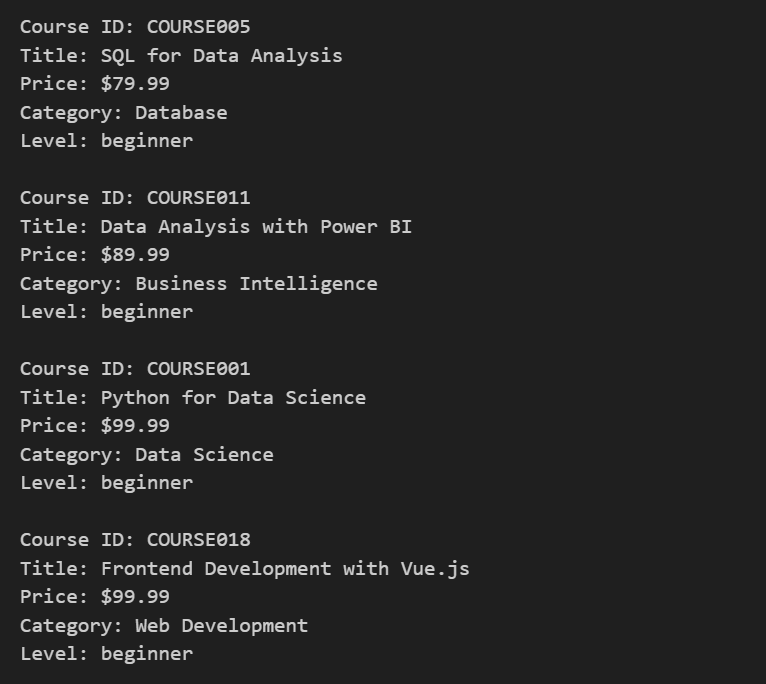 Course ID: COURSE005
Title: SQL for Data Analysis
Price: $79.99
Category: Database
Level: beginner

Course ID: COURSE011
Title: Data Analysis with Power BI
Price: $89.99
Category: Business Intelligence
Level: beginner

Course ID: COURSE001
Title: Python for Data Science
Price: $99.99
Category: Data Science
Level: beginner

Course ID: COURSE018
Title: Frontend Development with Vue.js
Price: $99.99
Category: Web Development
Level: beginner